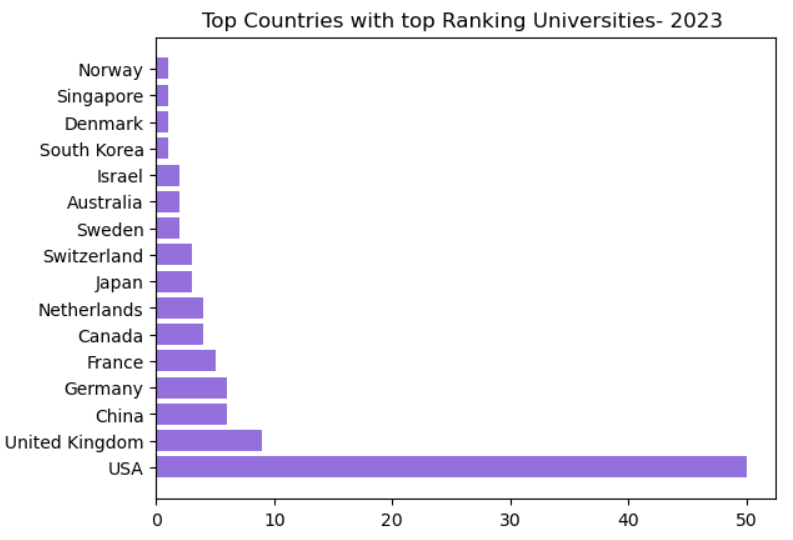 Top Countries with top Ranking Universities- 2023
Norway
Singapore
Denmark
South Korea
Israel
Australia
Sweden
Switzerland
Japan
Netherlands
Canada
France
Germany
China
United Kingdom
USA
0 10 20 30 40 50